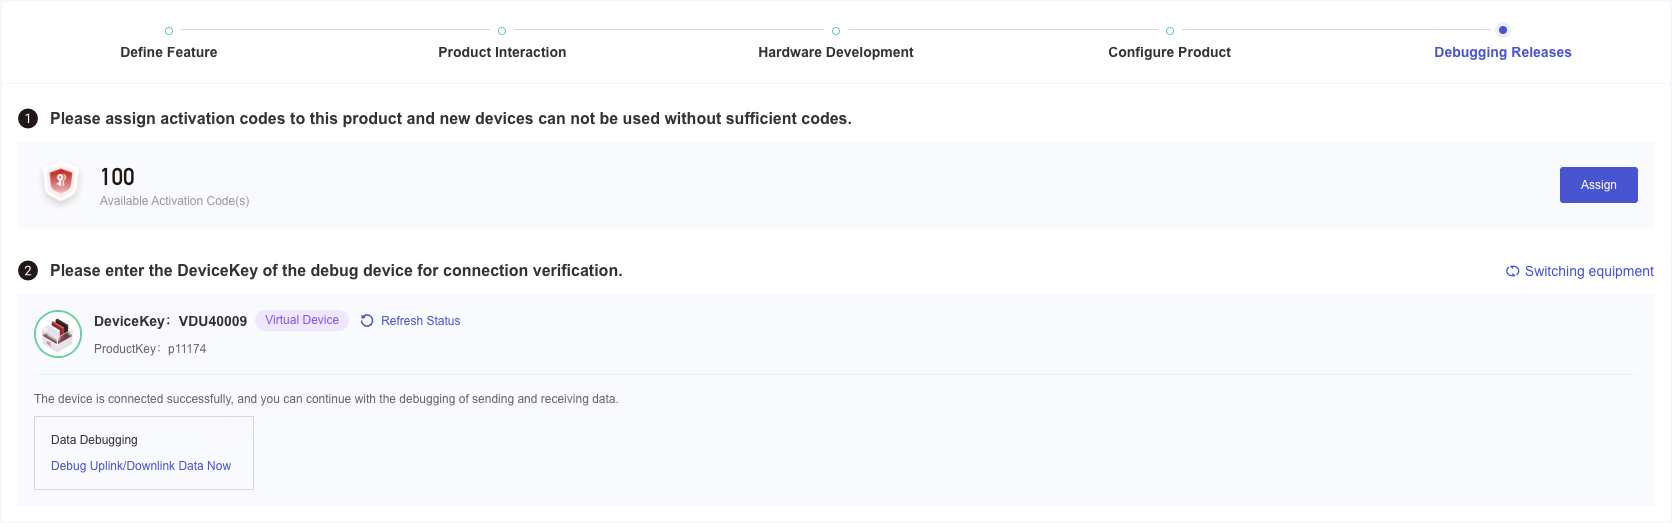 Define Feature
Product Interaction
Hardware Development
Configure Product
Debugging Releases
1 Please assign activation codes to this product and new devices can not be used without sufficient codes.
100
Available Activation Code(s)
Assign
2 Please enter the DeviceKey of the debug device for connection verification.
Switching equipment
DeviceKey： VDU40009 Virtual Device Refresh Status
ProductKey： p11174
The device is connected successfully, and you can continue with the debugging of sending and receiving data.
Data Debugging
Debug Uplink/Downlink Data Now